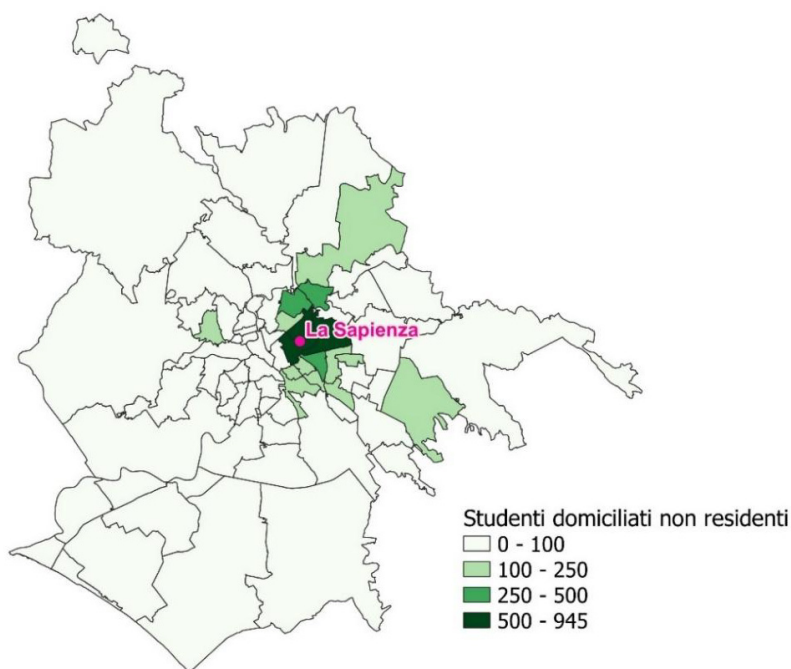 La Sapienza
Studenti domiciliati non residenti
0 - 100
100 - 250
250 - 500
500 - 945